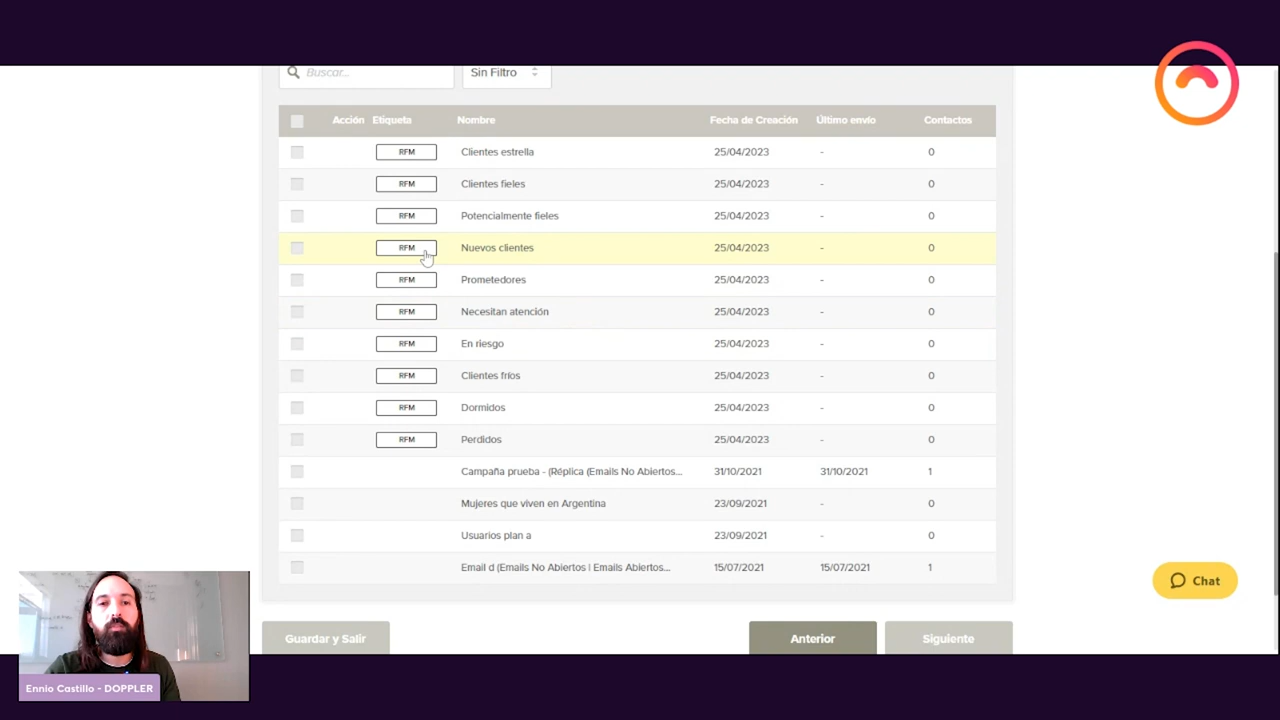 Buscar...
Sin Filtro
Acción Etiqueta Nombre Fecha de Creación Último envío Contactos
RFM Clientes estrella 25/04/2023 - 0
RFM Clientes fieles 25/04/2023 - 0
RFM Potencialmente fieles 25/04/2023 - 0
RFM Nuevos clientes 25/04/2023 - 0
RFM Prometedores 25/04/2023 - 0
RFM Necesitan atención 25/04/2023 - 0
RFM En riesgo 25/04/2023 - 0
RFM Clientes fríos 25/04/2023 - 0
RFM Dormidos 25/04/2023 - 0
RFM Perdidos 25/04/2023 - 0
Campaña prueba - (Réplica (Emails No Abiertos... 31/10/2021 31/10/2021 1
Mujeres que viven en Argentina 23/09/2021 - 0
Usuarios plan a 23/09/2021 - 0
Email d (Emails No Abiertos | Emails Abiertos... 15/07/2021 15/07/2021 1
Chat
Guardar y Salir
Anterior
Siguiente
Ennio Castillo - DOPPLER